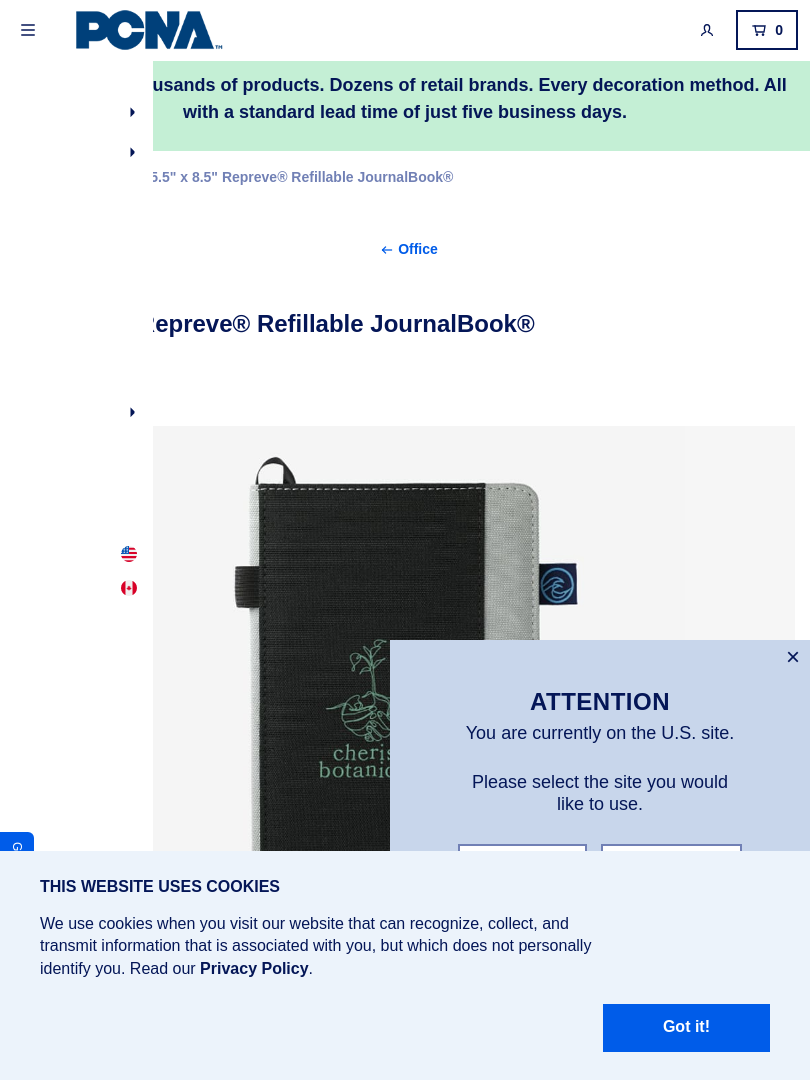 PCNA™
0
usands of products. Dozens of retail brands. Every decoration method. All
with a standard lead time of just five business days.
5.5" x 8.5" Repreve® Refillable JournalBook®
Office
Repreve® Refillable JournalBook®
cheris
botani
ATTENTION
You are currently on the U.S. site.
Please select the site you would
like to use.
G
THIS WEBSITE USES COOKIES
We use cookies when you visit our website that can recognize, collect, and
transmit information that is associated with you, but which does not personally
identify you. Read our Privacy Policy.
Got it!